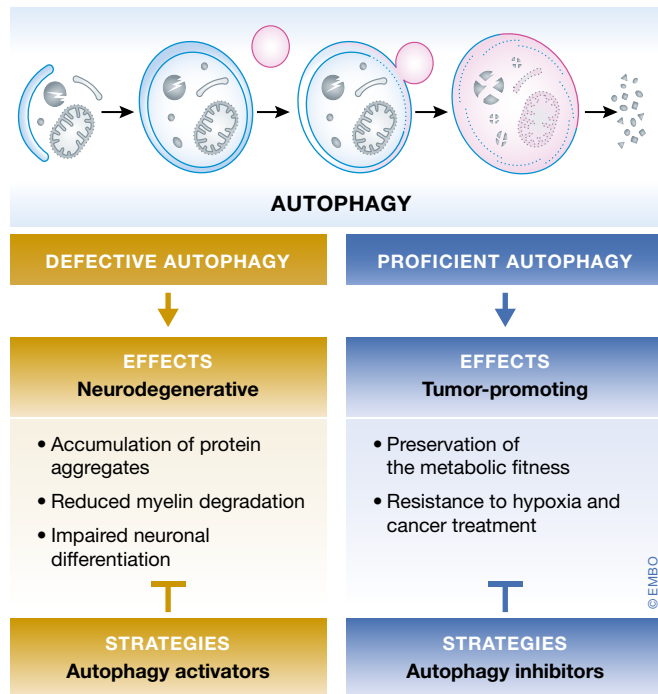 AUTOPHAGY
DEFECTIVE AUTOPHAGY
PROFICIENT AUTOPHAGY
EFFECTS
Neurodegenerative
• Accumulation of protein
aggregates
• Reduced myelin degradation
• Impaired neuronal
differentiation
STRATEGIES
Autophagy activators
EFFECTS
Tumor-promoting
• Preservation of
the metabolic fitness
• Resistance to hypoxia and
cancer treatment
STRATEGIES
Autophagy inhibitors
© EMBO